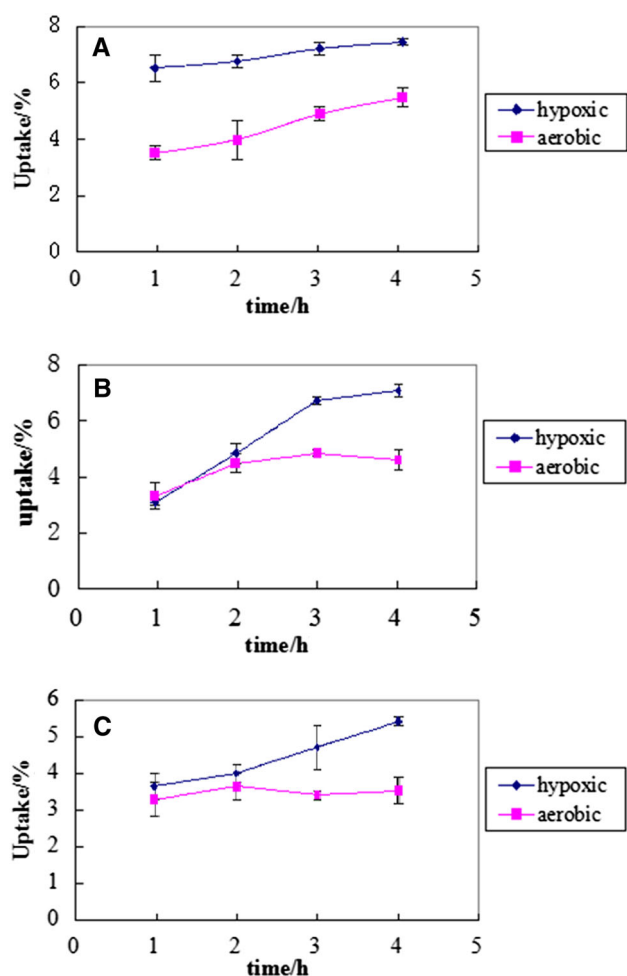 A
8
6
4
2
0
Uptake/%
0 1 2 3 4 5
time/h
hypoxic
aerobic
B
8
6
4
2
0
uptake/%
0 1 2 3 4 5
time/h
hypoxic
aerobic
C
6
5
4
3
2
1
0
Uptake/%
0 1 2 3 4 5
time/h
hypoxic
aerobic